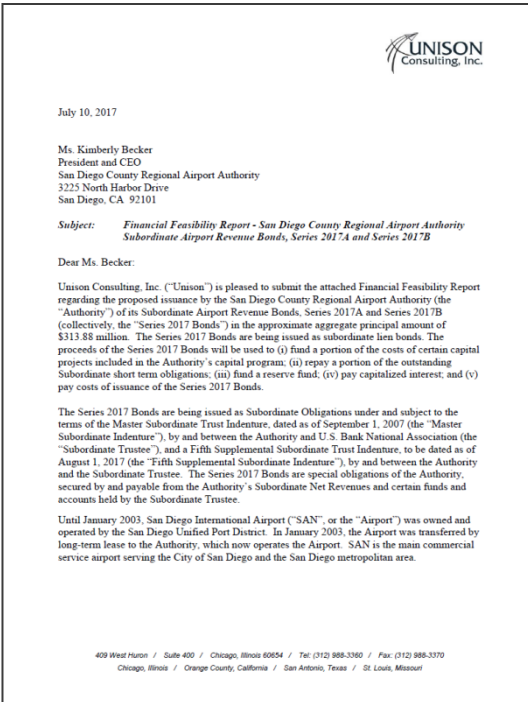 UNISON
Consulting, Inc.
July 10, 2017
Ms. Kimberly Becker
President and CEO
San Diego County Regional Airport Authority
3225 North Harbor Drive
San Diego, CA 92101
Subject: Financial Feasibility Report - San Diego County Regional Airport Authority
Subordinate Airport Revenue Bonds, Series 2017A and Series 2017B
Dear Ms. Becker:
Unison Consulting, Inc. (“Unison”) is pleased to submit the attached Financial Feasibility Report
regarding the proposed issuance by the San Diego County Regional Airport Authority (the
“Authority”) of its Subordinate Airport Revenue Bonds, Series 2017A and Series 2017B
(collectively, the “Series 2017 Bonds”) in the approximate aggregate principal amount of
$313.88 million. The Series 2017 Bonds are being issued as subordinate lien bonds. The
proceeds of the Series 2017 Bonds will be used to (i) fund a portion of the costs of certain capital
projects included in the Authority’s capital program; (ii) repay a portion of the outstanding
Subordinate short term obligations; (iii) fund a reserve fund; (iv) pay capitalized interest; and (v)
pay costs of issuance of the Series 2017 Bonds.
The Series 2017 Bonds are being issued as Subordinate Obligations under and subject to the
terms of the Master Subordinate Trust Indenture, dated as of September 1, 2007 (the “Master
Subordinate Indenture”), by and between the Authority and U.S. Bank National Association (the
“Subordinate Trustee”), and a Fifth Supplemental Subordinate Trust Indenture, to be dated as of
August 1, 2017 (the “Fifth Supplemental Subordinate Indenture”), by and between the Authority
and the Subordinate Trustee. The Series 2017 Bonds are special obligations of the Authority,
secured by and payable from the Authority’s Subordinate Net Revenues and certain funds and
accounts held by the Subordinate Trustee.
Until January 2003, San Diego International Airport (“SAN”, or the “Airport”) was owned and
operated by the San Diego Unified Port District. In January 2003, the Airport was transferred by
long-term lease to the Authority, which now operates the Airport. SAN is the main commercial
service airport serving the City of San Diego and the San Diego metropolitan area.
409 West Huron / Suite 400 / Chicago, Illinois 60654 / Tel: (312) 988-3360 / Fax: (312) 988-3370
Chicago, Illinois / Orange County, California / San Antonio, Texas / St. Louis, Missouri